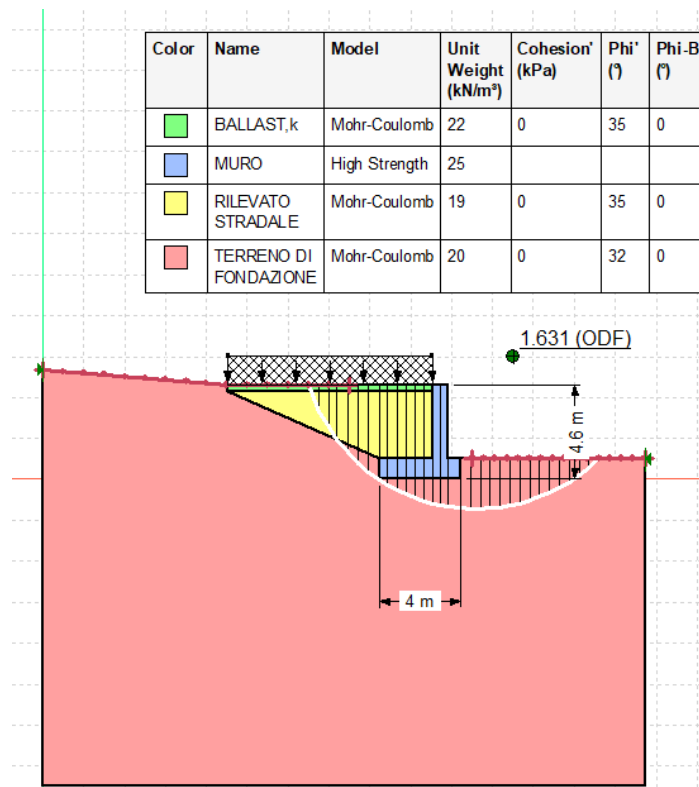 Color Name Model Unit Weight (kN/m³) Cohesion' (kPa) Phi' (°) Phi-B (°)
BALLAST,k Mohr-Coulomb 22 0 35 0
MURO High Strength 25
RILEVATO STRADALE Mohr-Coulomb 19 0 35 0
TERRENO DI FONDAZIONE Mohr-Coulomb 20 0 32 0
1.631 (ODF)
4.6 m
4 m